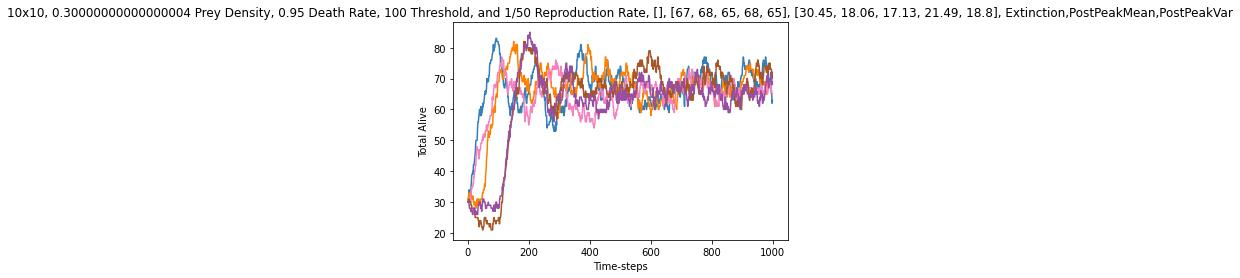 10x10, 0.30000000000000004 Prey Density, 0.95 Death Rate, 100 Threshold, and 1/50 Reproduction Rate, [], [67, 68, 65, 68, 65], [30.45, 18.06, 17.13, 21.49, 18.8], Extinction,PostPeakMean,PostPeakVar
80
70
60
50
40
30
20
Total Alive
0 200 400 600 800 1000
Time-steps